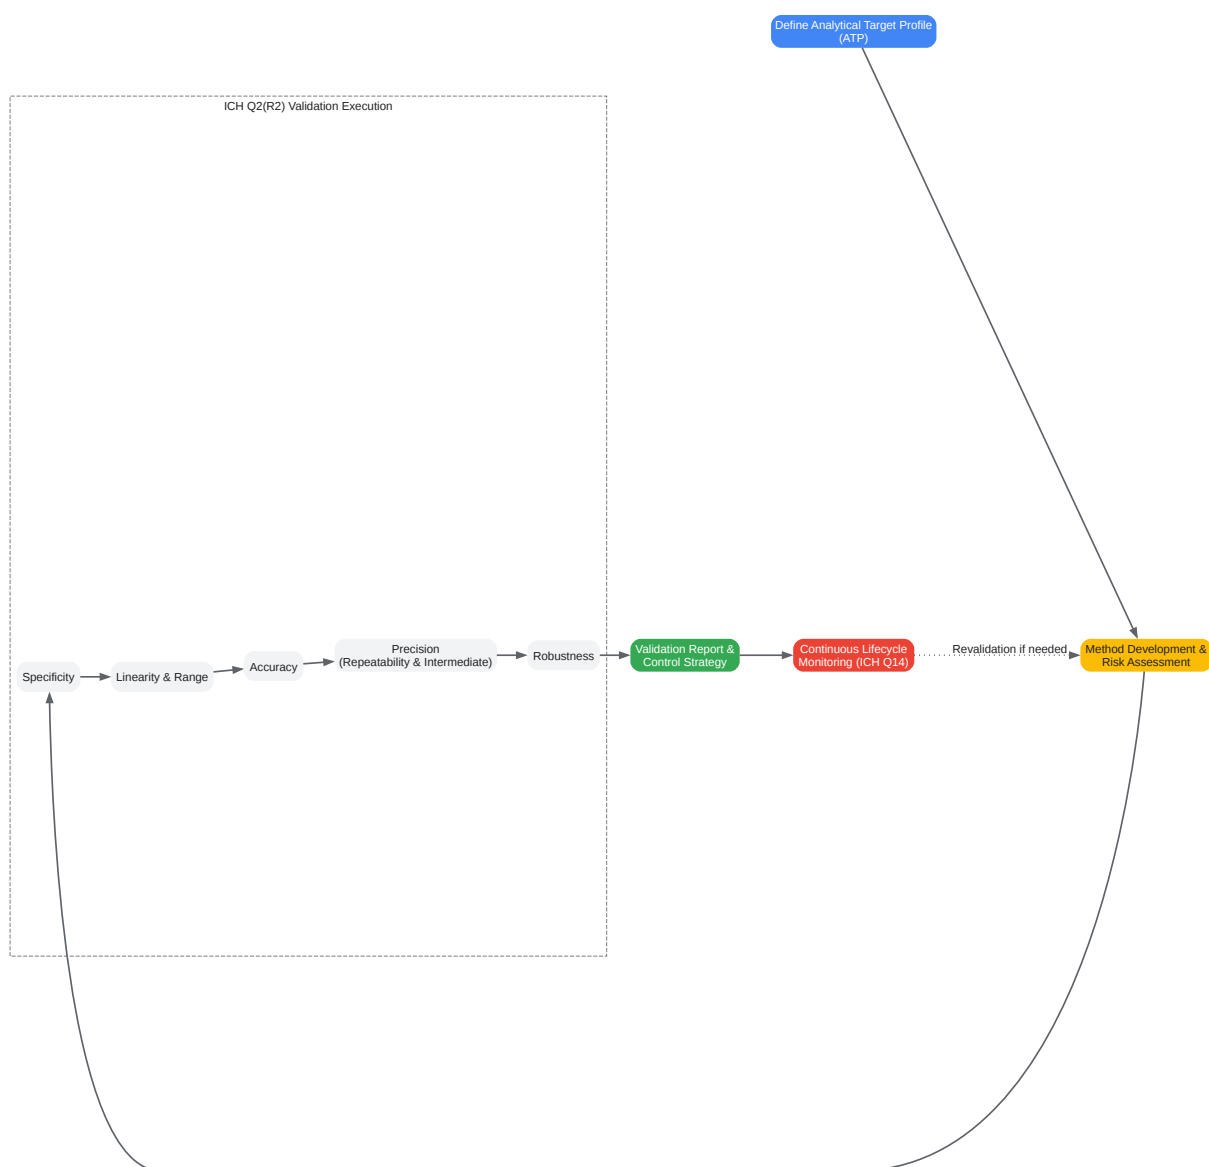 Define Analytical Target Profile
(ATP)
ICH Q2(R2) Validation Execution
Specificity
Linearity & Range
Accuracy
Precision
(Repeatability & Intermediate)
Robustness
Validation Report &
Control Strategy
Continuous Lifecycle
Monitoring (ICH Q14)
Revalidation if needed
Method Development &
Risk Assessment